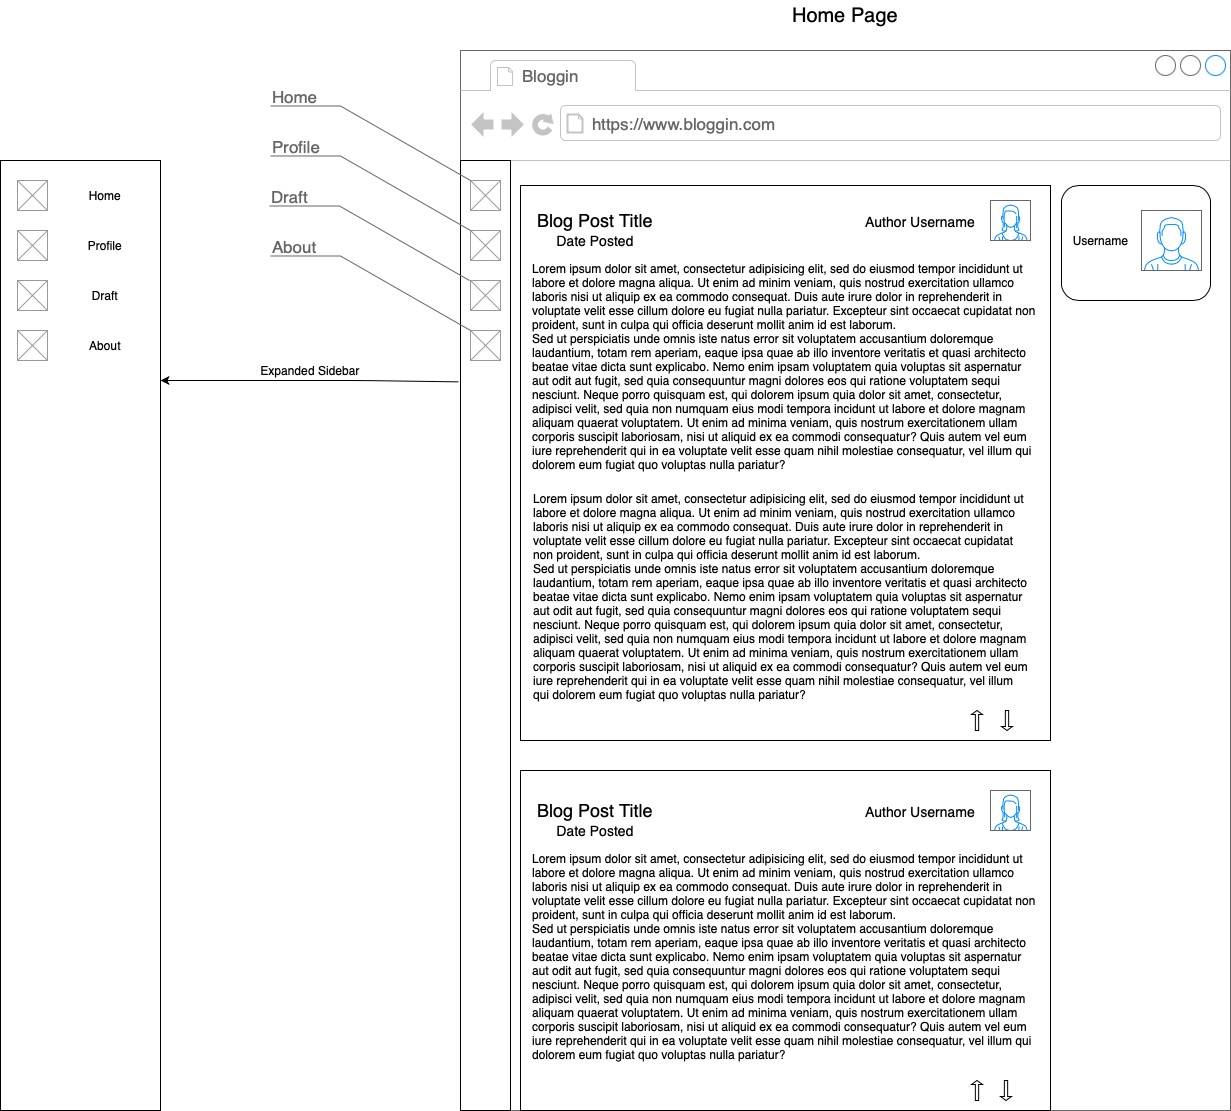 Home Page
Bloggin
https://www.bloggin.com
Home
Profile
Draft
About
Home
Profile
Draft
About
Expanded Sidebar
Blog Post Title
Author Username
Date Posted
Username
Lorem ipsum dolor sit amet, consectetur adipisicing elit, sed do eiusmod tempor incididunt ut
labore et dolore magna aliqua. Ut enim ad minim veniam, quis nostrud exercitation ullamco
laboris nisi ut aliquip ex ea commodo consequat. Duis aute irure dolor in reprehenderit in
voluptate velit esse cillum dolore eu fugiat nulla pariatur. Excepteur sint occaecat cupidatat non
proident, sunt in culpa qui officia deserunt mollit anim id est laborum.
Sed ut perspiciatis unde omnis iste natus error sit voluptatem accusantium doloremque
laudantium, totam rem aperiam, eaque ipsa quae ab illo inventore veritatis et quasi architecto
beatae vitae dicta sunt explicabo. Nemo enim ipsam voluptatem quia voluptas sit aspernatur
aut odit aut fugit, sed quia consequuntur magni dolores eos qui ratione voluptatem sequi
nesciunt. Neque porro quisquam est, qui dolorem ipsum quia dolor sit amet, consectetur,
adipisci velit, sed quia non numquam eius modi tempora incidunt ut labore et dolore magnam
aliquam quaerat voluptatem. Ut enim ad minima veniam, quis nostrum exercitationem ullam
corporis suscipit laboriosam, nisi ut aliquid ex ea commodi consequatur? Quis autem vel eum
iure reprehenderit qui in ea voluptate velit esse quam nihil molestiae consequatur, vel illum qui
dolorem eum fugiat quo voluptas nulla pariatur?
Lorem ipsum dolor sit amet, consectetur adipisicing elit, sed do eiusmod tempor incididunt ut
labore et dolore magna aliqua. Ut enim ad minim veniam, quis nostrud exercitation ullamco
laboris nisi ut aliquip ex ea commodo consequat. Duis aute irure dolor in reprehenderit in
voluptate velit esse cillum dolore eu fugiat nulla pariatur. Excepteur sint occaecat cupidatat
non proident, sunt in culpa qui officia deserunt mollit anim id est laborum.
Sed ut perspiciatis unde omnis iste natus error sit voluptatem accusantium doloremque
laudantium, totam rem aperiam, eaque ipsa quae ab illo inventore veritatis et quasi architecto
beatae vitae dicta sunt explicabo. Nemo enim ipsam voluptatem quia voluptas sit aspernatur
aut odit aut fugit, sed quia consequuntur magni dolores eos qui ratione voluptatem sequi
nesciunt. Neque porro quisquam est, qui dolorem ipsum quia dolor sit amet, consectetur,
adipisci velit, sed quia non numquam eius modi tempora incidunt ut labore et dolore magnam
aliquam quaerat voluptatem. Ut enim ad minima veniam, quis nostrum exercitationem ullam
corporis suscipit laboriosam, nisi ut aliquid ex ea commodi consequatur? Quis autem vel eum
iure reprehenderit qui in ea voluptate velit esse quam nihil molestiae consequatur, vel illum
qui dolorem eum fugiat quo voluptas nulla pariatur?
Blog Post Title
Author Username
Date Posted
Lorem ipsum dolor sit amet, consectetur adipisicing elit, sed do eiusmod tempor incididunt ut
labore et dolore magna aliqua. Ut enim ad minim veniam, quis nostrud exercitation ullamco
laboris nisi ut aliquip ex ea commodo consequat. Duis aute irure dolor in reprehenderit in
voluptate velit esse cillum dolore eu fugiat nulla pariatur. Excepteur sint occaecat cupidatat non
proident, sunt in culpa qui officia deserunt mollit anim id est laborum.
Sed ut perspiciatis unde omnis iste natus error sit voluptatem accusantium doloremque
laudantium, totam rem aperiam, eaque ipsa quae ab illo inventore veritatis et quasi architecto
beatae vitae dicta sunt explicabo. Nemo enim ipsam voluptatem quia voluptas sit aspernatur
aut odit aut fugit, sed quia consequuntur magni dolores eos qui ratione voluptatem sequi
nesciunt. Neque porro quisquam est, qui dolorem ipsum quia dolor sit amet, consectetur,
adipisci velit, sed quia non numquam eius modi tempora incidunt ut labore et dolore magnam
aliquam quaerat voluptatem. Ut enim ad minima veniam, quis nostrum exercitationem ullam
corporis suscipit laboriosam, nisi ut aliquid ex ea commodi consequatur? Quis autem vel eum
iure reprehenderit qui in ea voluptate velit esse quam nihil molestiae consequatur, vel illum qui
dolorem eum fugiat quo voluptas nulla pariatur?